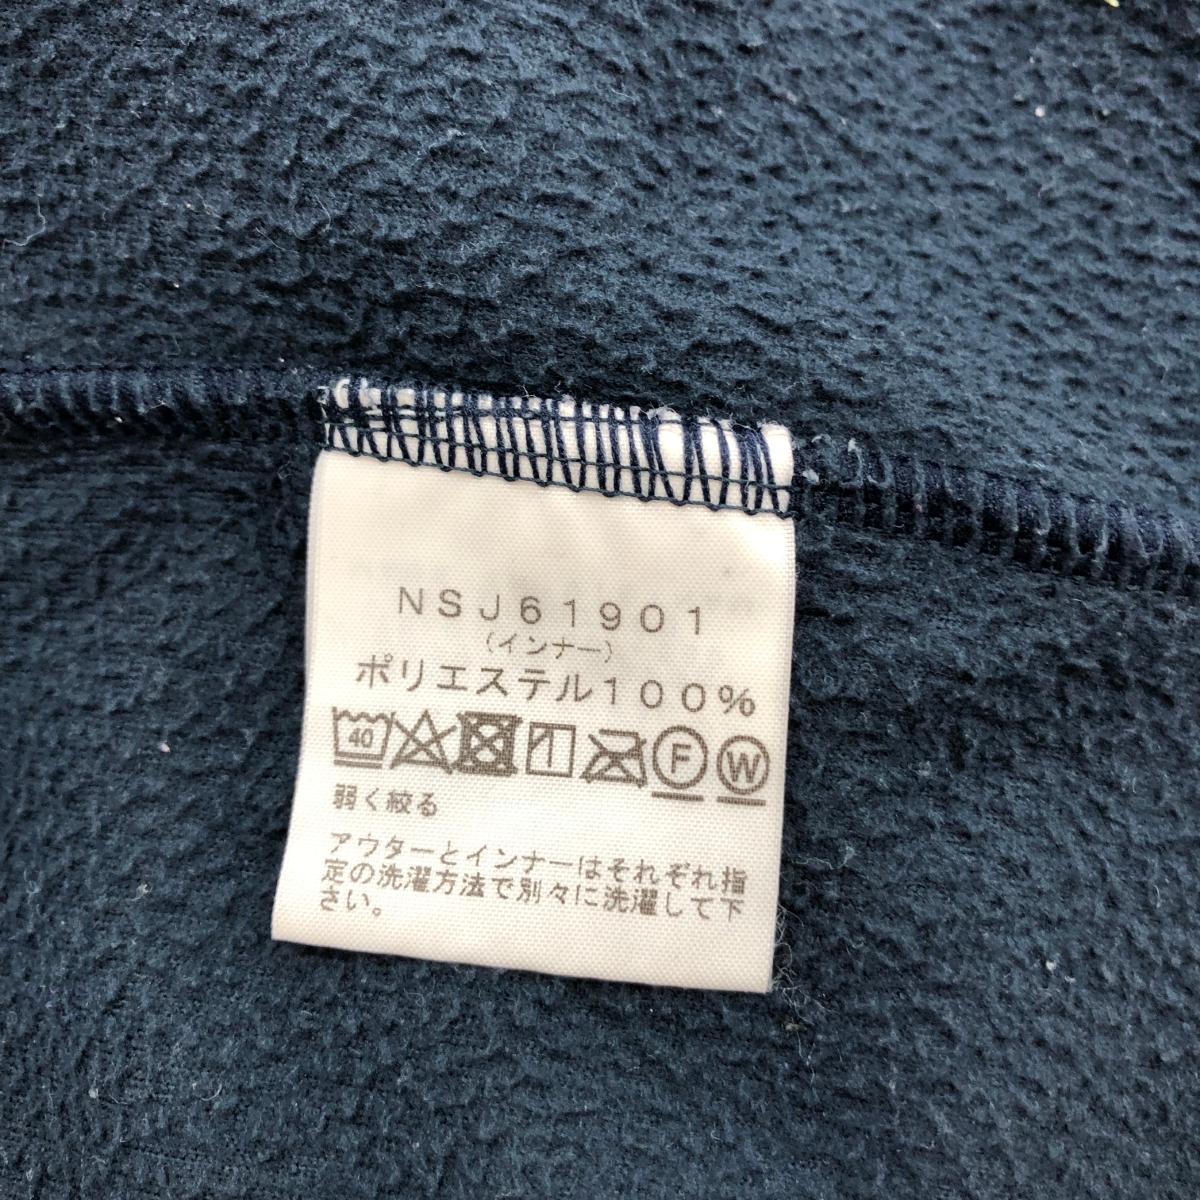 NSJ61901
(インナー)
ポリエステル100%
40 F W
弱く絞る
アウターとインナーはそれぞれ指
定の洗濯方法で別々に洗濯して下
さい。